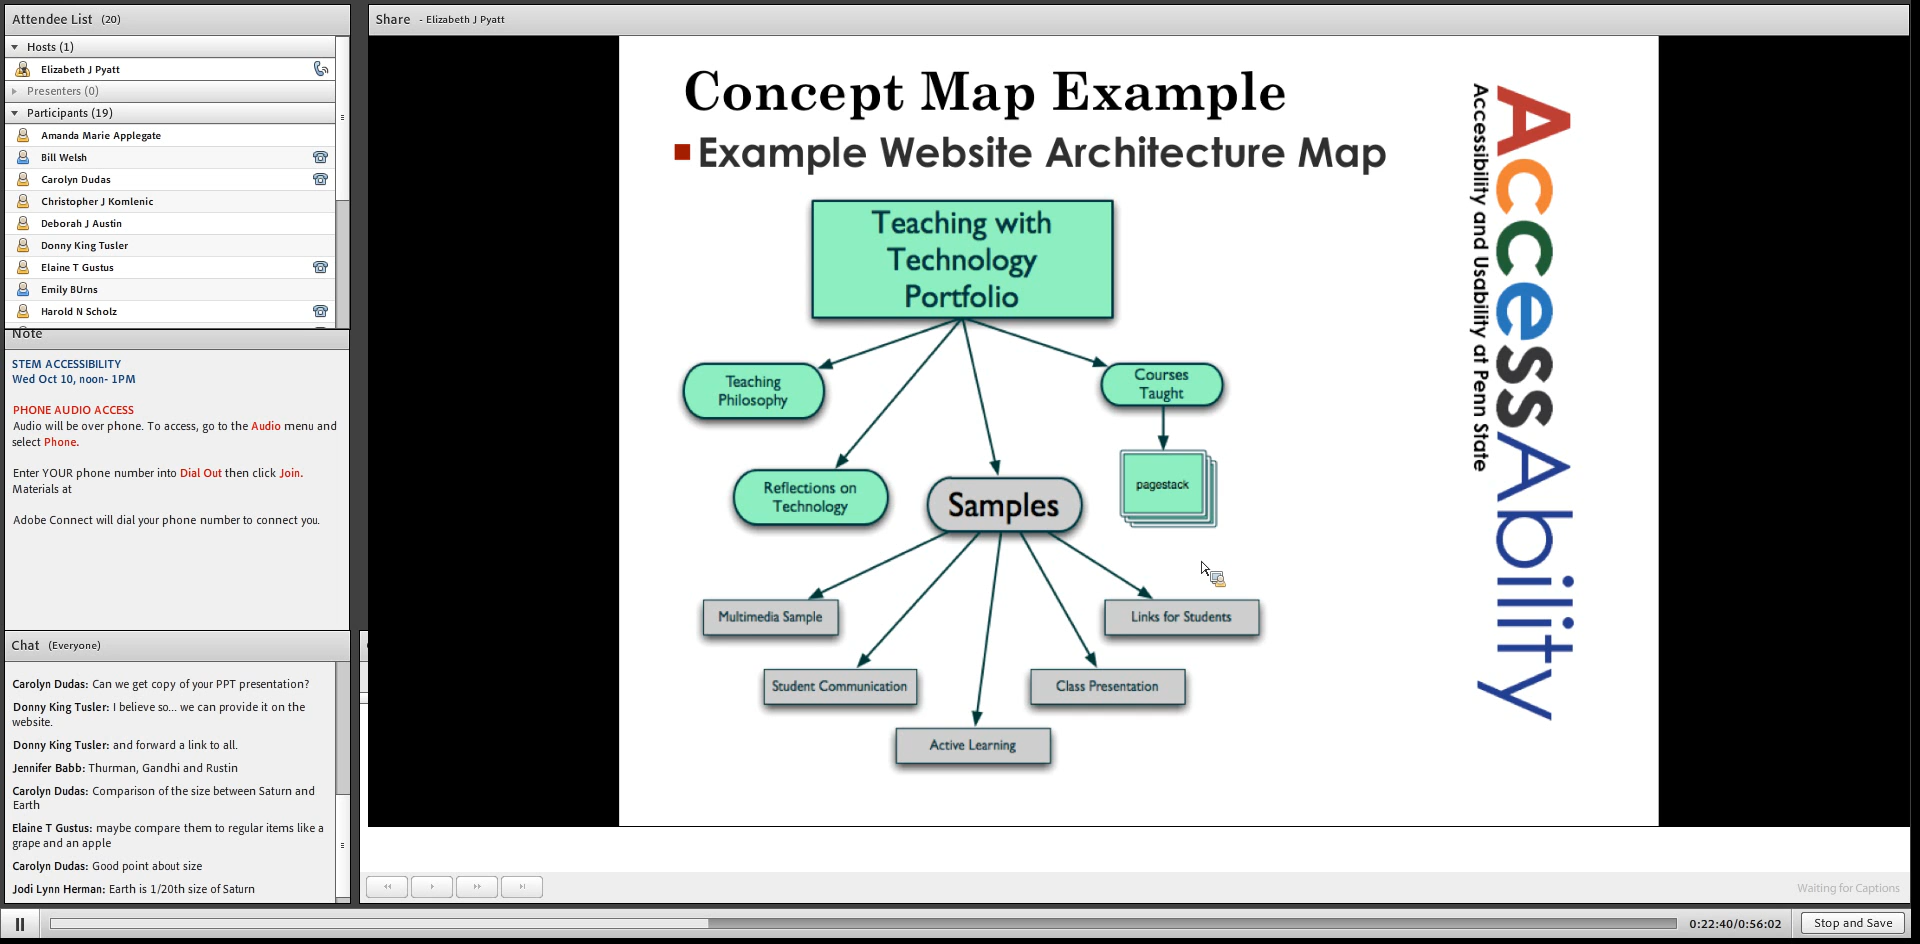 Attendee List (20)
Hosts (1)
Elizabeth J Pyatt
Presenters (0)
Participants (19)
Amanda Marie Applegate
Bill Welsh
Carolyn Dudas
Christopher J Komlenic
Deborah J Austin
Donny King Tusler
Elaine T Gustus
Emily BUrns
Harold N Scholz
Note
STEM ACCESSIBILITY
Wed Oct 10, noon- 1PM
PHONE AUDIO ACCESS
Audio will be over phone. To access, go to the Audio menu and
select Phone.
Enter YOUR phone number into Dial Out then click Join.
Materials at
Adobe Connect will dial your phone number to connect you.
Chat (Everyone)
Carolyn Dudas: Can we get copy of your PPT presentation?
Donny King Tusler: I believe so... we can provide it on the
website.
Donny King Tusler: and forward a link to all.
Jennifer Babb: Thurman, Gandhi and Rustin
Carolyn Dudas: Comparison of the size between Saturn and
Earth
Elaine T Gustus: maybe compare them to regular items like a
grape and an apple
Carolyn Dudas: Good point about size
Jodi Lynn Herman: Earth is 1/20th size of Saturn
Share - Elizabeth J Pyatt
Concept Map Example
Example Website Architecture Map
Teaching with
Technology
Portfolio
Teaching
Philosophy
Courses
Taught
Reflections on
Technology
Samples
pagestack
Multimedia Sample
Links for Students
Student Communication
Class Presentation
Active Learning
AccessAbility
Accessibility and Usability at Penn State
Waiting for Captions
0:22:40/0:56:02
Stop and Save